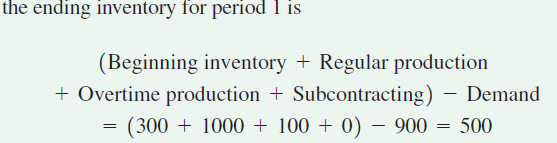 the ending inventory for period 1 is
(Beginning inventory + Regular production
+ Overtime production + Subcontracting) − Demand
= (300 + 1000 + 100 + 0) − 900 = 500